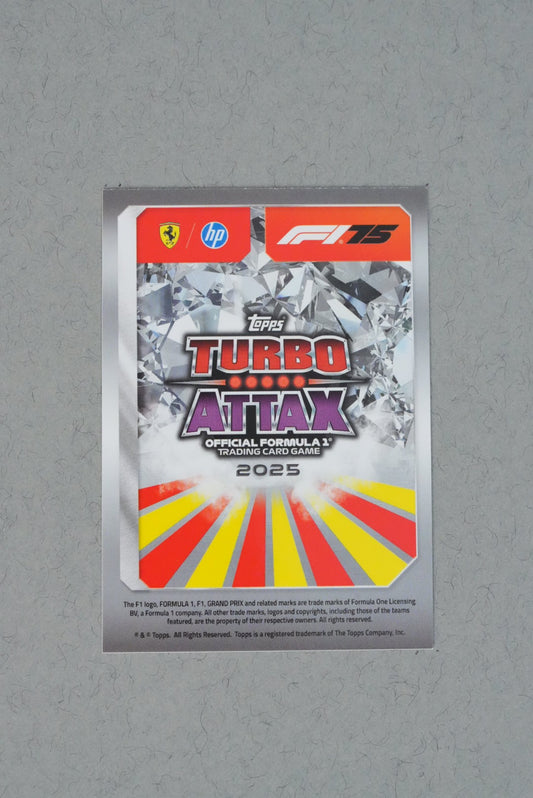 hp
F1 75
Topps
TURBO
ATTAX
OFFICIAL FORMULA 1®
TRADING CARD GAME
2025
The F1 logo, FORMULA 1, F1, GRAND PRIX and related marks are trade marks of Formula One Licensing
BV, a Formula 1 company. All other trade marks, logos and copyrights, including those of the teams
featured, are the property of their respective owners. All rights reserved.
® & © Topps. All Rights Reserved. Topps is a registered trademark of The Topps Company, Inc.